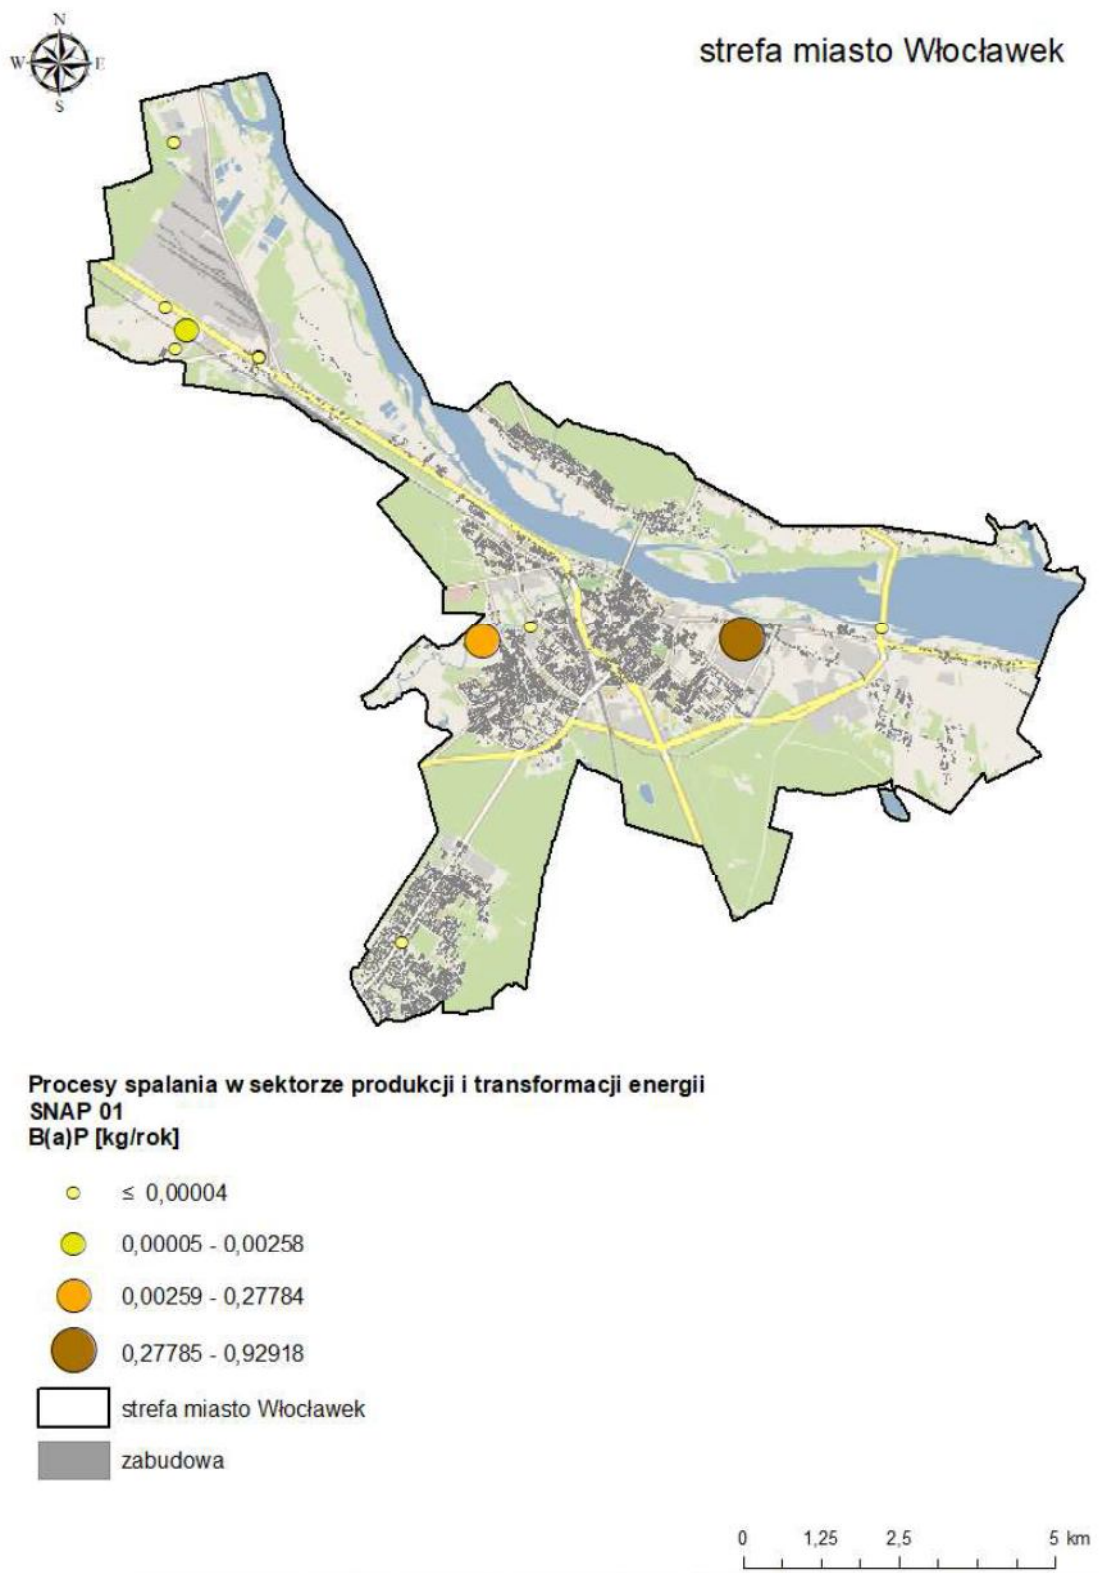 N
W E
S
strefa miasto Włocławek
Procesy spalania w sektorze produkcji i transformacji energii
SNAP 01
B(a)P [kg/rok]
≤ 0,00004
0,00005 - 0,00258
0,00259 - 0,27784
0,27785 - 0,92918
strefa miasto Włocławek
zabudowa
0 1,25 2,5 5 km